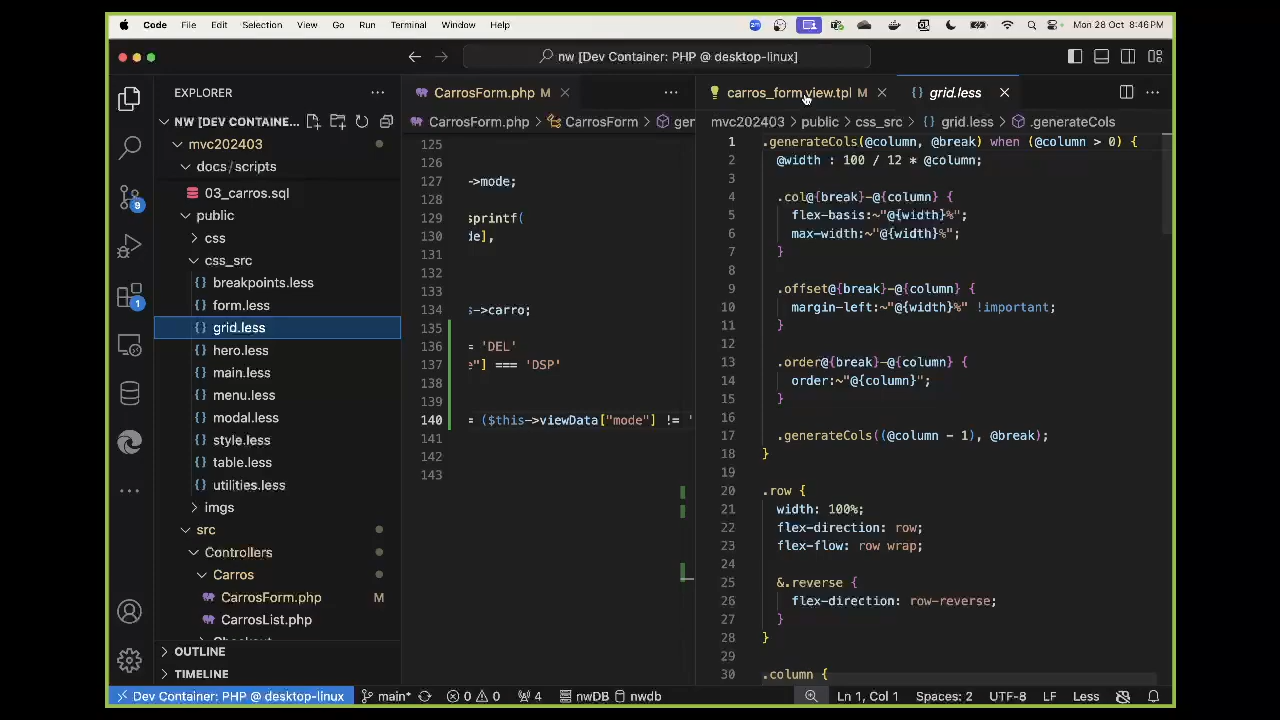 Code File Edit Selection View Go Run Terminal Window Help Mon 28 Oct 8:46 PM
nw [Dev Container: PHP @ desktop-linux]
EXPLORER
NW [DEV CONTAINE...
mvc202403
docs/scripts
03_carros.sql
public
css
css_src
breakpoints.less
form.less
grid.less
hero.less
main.less
menu.less
modal.less
style.less
table.less
utilities.less
imgs
src
Controllers
Carros
CarrosForm.php M
CarrosList.php
OUTLINE
TIMELINE
9
1
CarrosForm.php M
CarrosForm.php CarrosForm gen
125
126
127 ->mode;
128
129 sprintf(
130 de],
131
132
133
134 s->carro;
135
136 = 'DEL'
137 e"] === 'DSP'
138
139
140 = ($this->viewData["mode"] != '
141
142
143
carros_form.view.tpl M grid.less
mvc202403 public css_src grid.less .generateCols
1 .generateCols(@column, @break) when (@column > 0) {
2 @width : 100 / 12 * @column;
3
4 .col@{break}-@{column} {
5 flex-basis:~"@{width}%";
6 max-width:~"@{width}%";
7 }
8
9 .offset@{break}-@{column} {
10 margin-left:~"@{width}%" !important;
11 }
12
13 .order@{break}-@{column} {
14 order:~"@{column}";
15 }
16
17 .generateCols((@column - 1), @break);
18 }
19
20 .row {
21 width: 100%;
22 flex-direction: row;
23 flex-flow: row wrap;
24
25 &.reverse {
26 flex-direction: row-reverse;
27 }
28 }
29
30 .column {
Dev Container: PHP @ desktop-linux main* 0 0 4 nwDB nwdb Ln 1, Col 1 Spaces: 2 UTF-8 LF Less